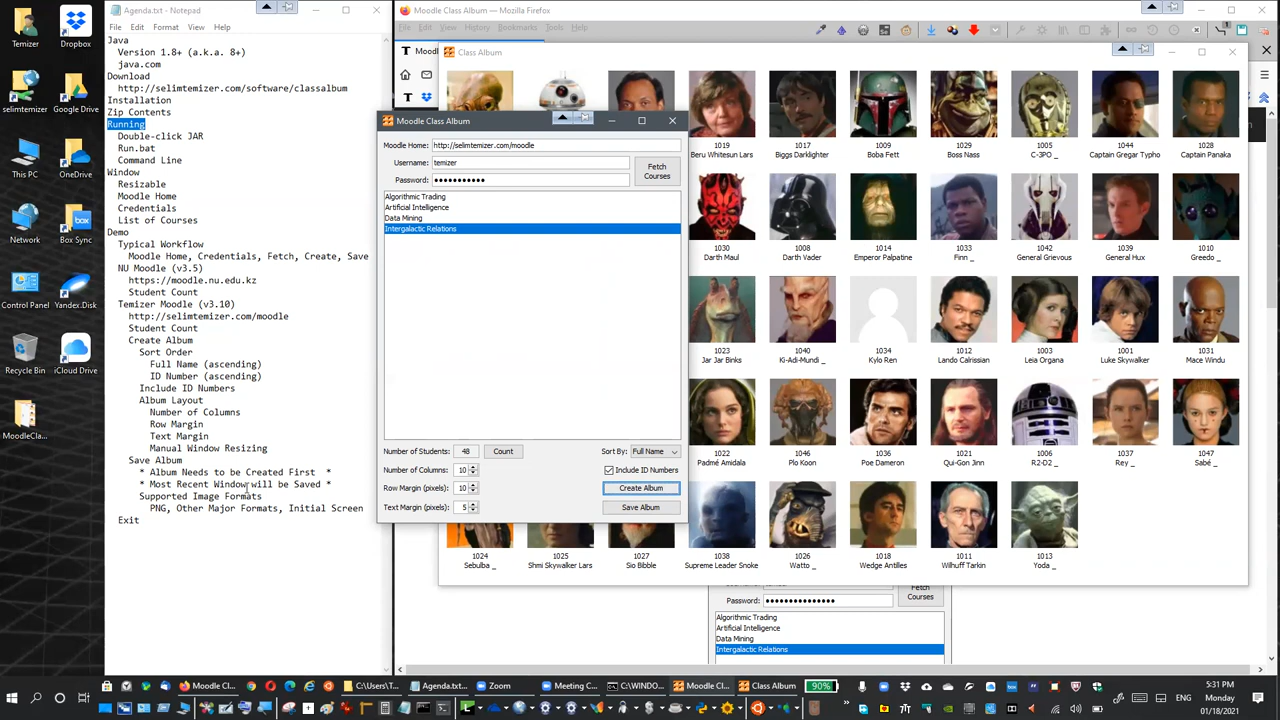 Agenda.txt - Notepad
File Edit Format View Help
Java
Version 1.8+ (a.k.a. 8+)
java.com
Download
http://selimtemizer.com/software/classalbum
Installation
Zip Contents
Running
Double-click JAR
Run.bat
Command Line
Window
Resizable
Moodle Home
Credentials
List of Courses
Demo
Typical Workflow
Moodle Home, Credentials, Fetch, Create, Save
NU Moodle (v3.5)
https://moodle.nu.edu.kz
Student Count
Temizer Moodle (v3.10)
http://selimtemizer.com/moodle
Student Count
Create Album
Sort Order
Full Name (ascending)
ID Number (ascending)
Include ID Numbers
Album Layout
Number of Columns
Row Margin
Text Margin
Manual Window Resizing
Save Album
* Album Needs to be Created First *
* Most Recent Window will be Saved *
Supported Image Formats
PNG, Other Major Formats, Initial Screen
Exit
Temizer
Dropbox
selimtemizer
Google Drive
This PC
OneDrive
Network
Box Sync
Control Panel
Yandex.Disk
Recycle Bin
iCloud Drive
MoodleCla...
Moodle Class Album — Mozilla Firefox
File Edit View History Bookmarks Tools Help
Moodl
Class Album
Moodle Class Album
Moodle Home: http://selimtemizer.com/moodle
Username: temizer
Password:
Fetch
Courses
Algorithmic Trading
Artificial Intelligence
Data Mining
Intergalactic Relations
Number of Students: 48 Count Sort By: Full Name
Number of Columns: 10 Include ID Numbers
Row Margin (pixels): 10 Create Album
Text Margin (pixels): 5 Save Album
1019 1017 1009 1029 1005 1044 1028
Beru Whitesun Lars Biggs Darklighter Boba Fett Boss Nass C-3PO _ Captain Gregar Typho Captain Panaka
1030 1008 1014 1033 1042 1039 1010
Darth Maul Darth Vader Emperor Palpatine Finn _ General Grievous General Hux Greedo _
1023 1040 1034 1012 1003 1001 1031
Jar Jar Binks Ki-Adi-Mundi _ Kylo Ren Lando Calrissian Leia Organa Luke Skywalker Mace Windu
1022 1046 1036 1021 1006 1037 1047
Padmé Amidala Plo Koon Poe Dameron Qui-Gon Jinn R2-D2 _ Rey _ Sabé _
1024 1025 1027 1038 1026 1018 1011 1013
Sebulba _ Shmi Skywalker Lars Sio Bibble Supreme Leader Snoke Watto _ Wedge Antilles Wilhuff Tarkin Yoda _
Password:
Fetch
Courses
Algorithmic Trading
Artificial Intelligence
Data Mining
Intergalactic Relations
Moodle Cl...
C:\Users\T...
Agenda.txt...
Zoom
Meeting C...
C:\WINDO...
Moodle Cl...
Class Album
90%
ENG
5:31 PM
Monday
01/18/2021